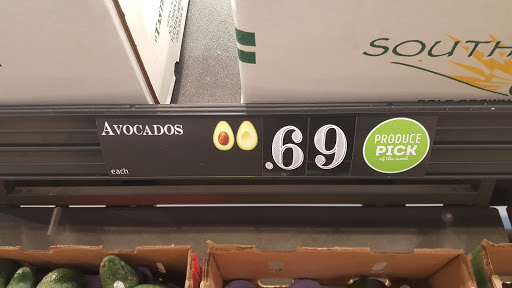 SOUTH
AVOCADOS
each
.69
PRODUCE
PICK
of the week